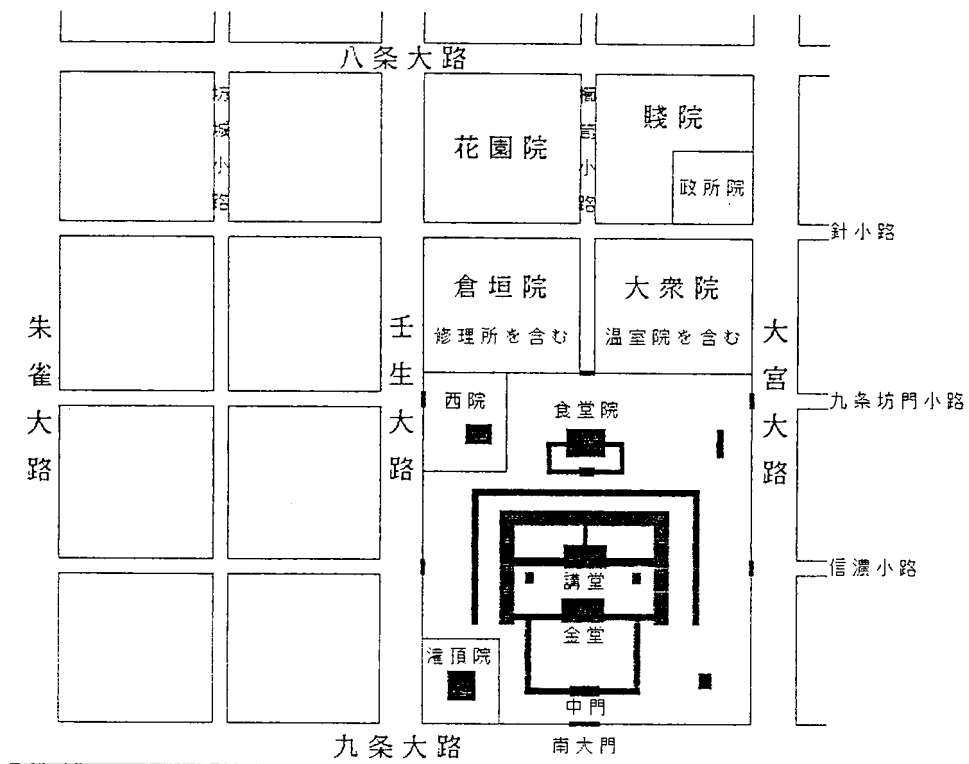 八条大路
坊城小路
櫛笥小路
花園院
賤院
政所院
針小路
倉垣院
修理所を含む
大衆院
温室院を含む
朱雀大路
壬生大路
大宮大路
西院
食堂院
九条坊門小路
講堂
信濃小路
金堂
灌頂院
中門
九条大路
南大門